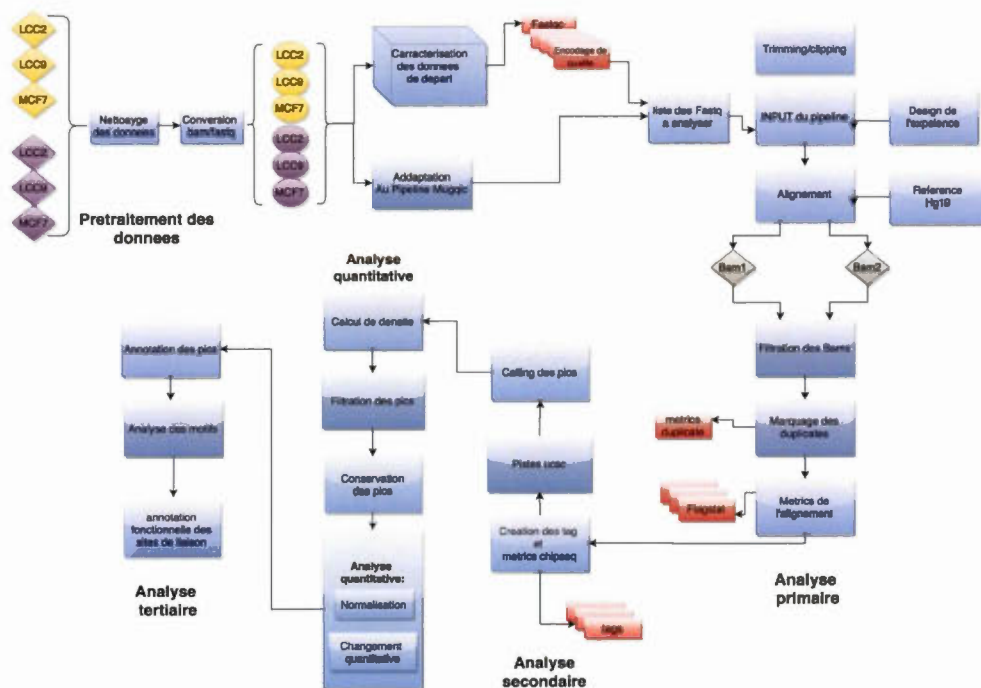 LCC2
LCC9
MCF7
LCC2
LCC9
MCF7
Pretraitement des
donnees
Nettoayge
des donnees
Conversion
bam/fastq
LCC2
LCC9
MCF7
LCC2
LCC9
MCF7
Carracterisation
des donnees
de depart
Addaptation
Au Pipeline Mugqic
Fastqc
Encodage de
qualite
liste des Fastq
a analyser
Trimming/clipping
INPUT du pipeline
Design de
Alignement
Reference
Hg19
Bam1
Bam2
Filtration des Bams
Marquage des
duplicates
metrics
duplicate
Metrics de
l'alignement
Flagstat
Analyse
primaire
Creation des tag
et
metrics chipseq
tags
Pistes ucsc
Calling des pics
Analyse
secondaire
Analyse
quantitative
Calcul de densite
Filtration des pics
Conservation
des pics
Analyse
quantitative:
Normalisation
Changement
quantitative
Annotation des pics
Analyse des motifs
annotation
fonctionnelle des
sites de liaison
Analyse
tertiaire